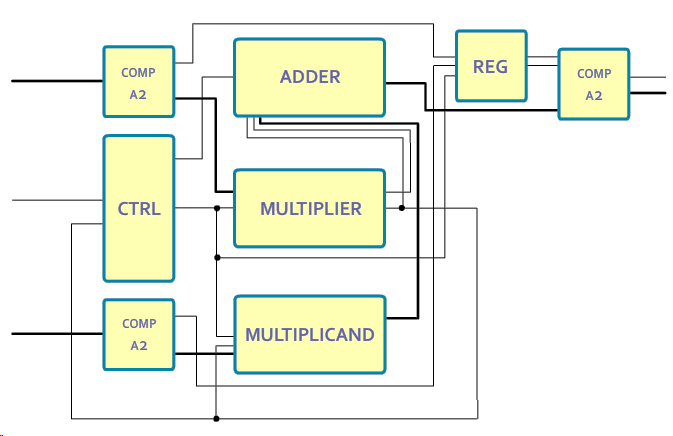 COMP
A2
ADDER
REG
COMP
A2
CTRL
MULTIPLIER
COMP
A2
MULTIPLICAND